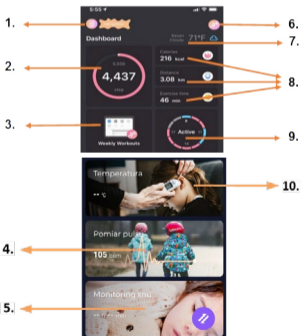 1.
6.
5:55
Dashboard
71°F
7.
2.
4,437
Calories
216 kcal
Distance
3.08 km
8.
Exercise time
46 min
3.
Weekly Workouts
Active
9.
Temperatura
-- °C
10.
4.
Pomiar pulsu
105 bpm
5.
Monitoring snu